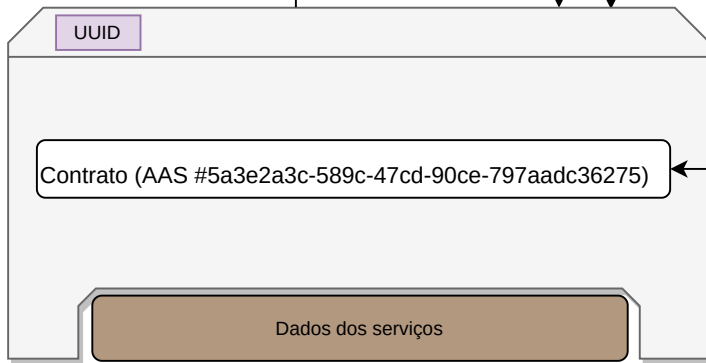 UUID
Contrato (AAS #5a3e2a3c-589c-47cd-90ce-797aadc36275)
Dados dos serviços